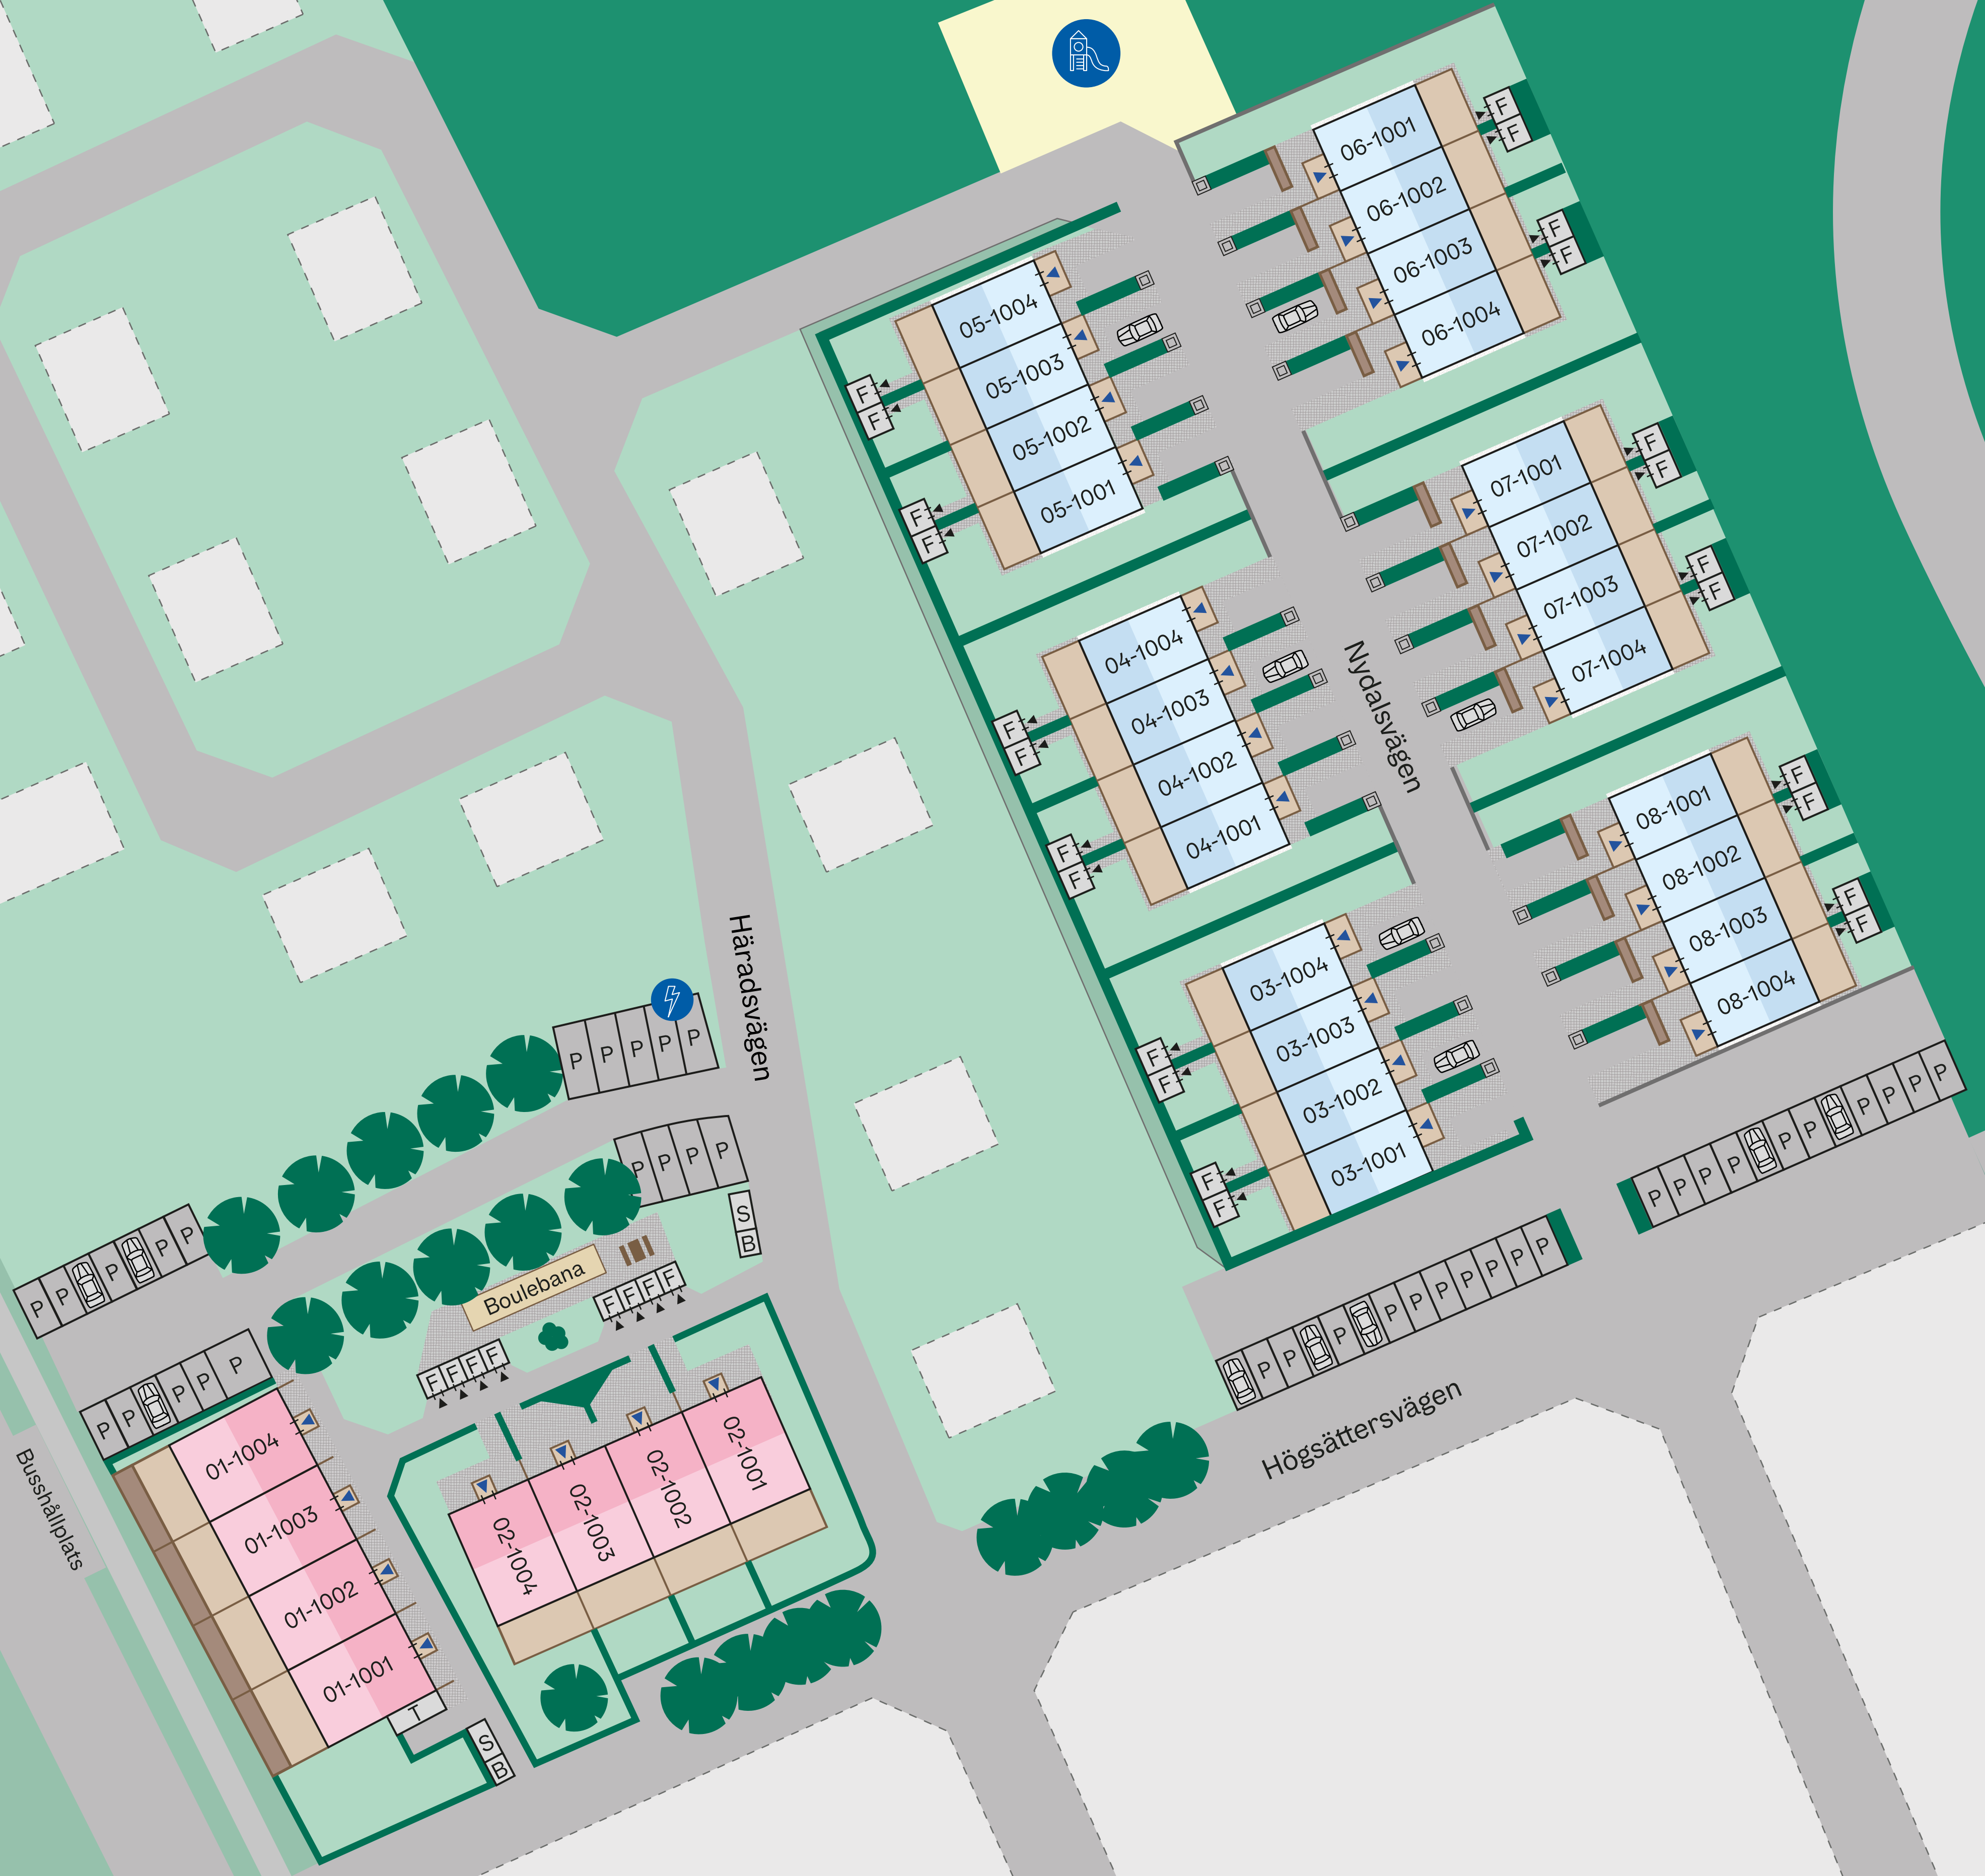 06-1001
F
F
06-1002
06-1003
F
F
06-1004
05-1004
05-1003
F
F
05-1002
05-1001
F
F
07-1001
F
F
07-1002
07-1003
F
F
07-1004
Nydalsvägen
04-1004
04-1003
F
F
04-1002
04-1001
F
F
08-1001
F
F
08-1002
08-1003
F
F
08-1004
03-1004
03-1003
F
F
03-1002
03-1001
F
F
Häradsvägen
P P P P P
P P P P
S
B
P P P P P
P P P P P
Boulebana
F F F F
F F F F
P P P P P P P P P P
P P P P P P P P P P
Högsättersvägen
Busshållplats
01-1004
01-1003
01-1002
01-1001
T
S
B
02-1004
02-1003
02-1002
02-1001